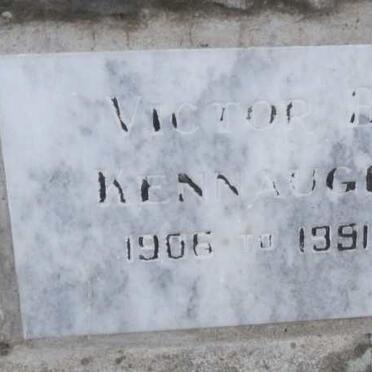 VICTOR B
KENNAUG
1906 TO 1991